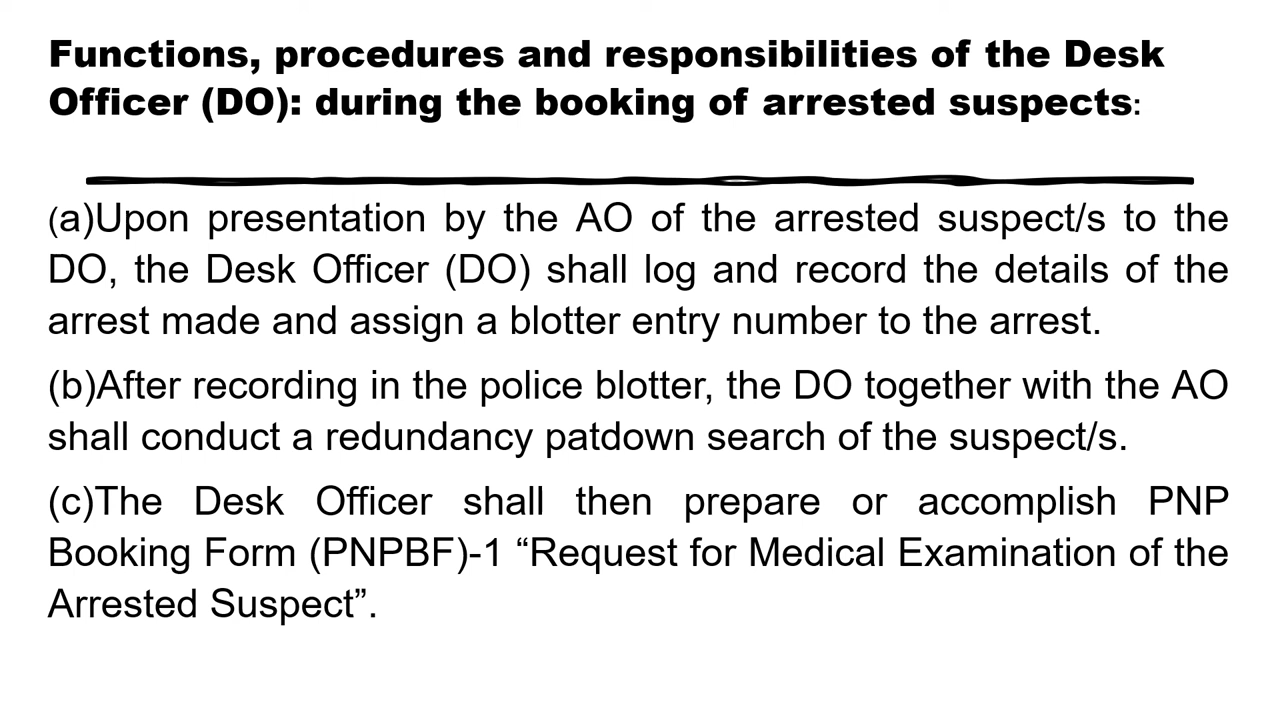 Functions, procedures and responsibilities of the Desk
Officer (DO): during the booking of arrested suspects:
(a)Upon presentation by the AO of the arrested suspect/s to the
DO, the Desk Officer (DO) shall log and record the details of the
arrest made and assign a blotter entry number to the arrest.
(b)After recording in the police blotter, the DO together with the AO
shall conduct a redundancy patdown search of the suspect/s.
(c)The Desk Officer shall then prepare or accomplish PNP
Booking Form (PNPBF)-1 “Request for Medical Examination of the
Arrested Suspect”.